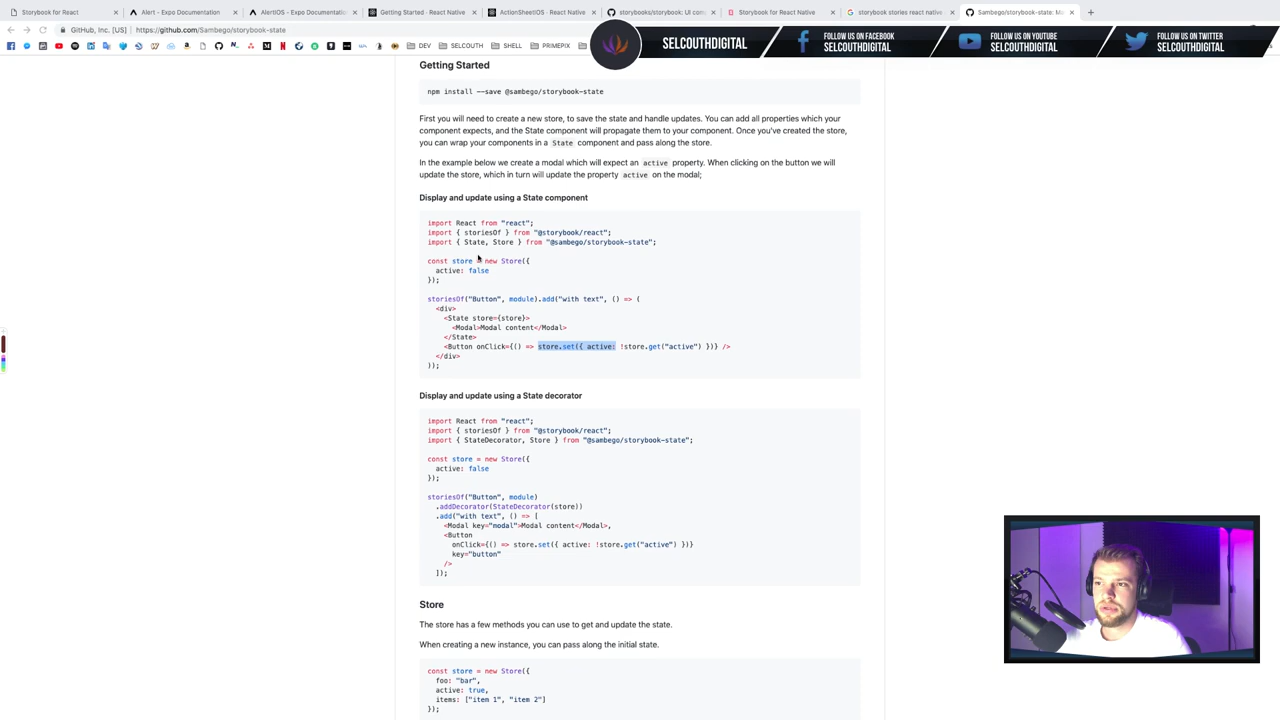 Storybook for React
Alert - Expo Documentation
AlertIOS - Expo Documentation
Getting Started · React Native
ActionSheetIOS · React Native
storybooks/storybook: UI com
Storybook for React Native
storybook stories react native
Sambego/storybook-state: M
GitHub, Inc. [US]
https://github.com/Sambego/storybook-state
DEV
SELCOUTH
SHELL
PRIMEPIX
SELCOUTHDIGITAL
FOLLOW US ON FACEBOOK
SELCOUTHDIGITAL
FOLLOW US ON YOUTUBE
SELCOUTHDIGITAL
FOLLOW US ON TWITTER
SELCOUTHDIGITAL
Getting Started
npm install --save @sambego/storybook-state
First you will need to create a new store, to save the state and handle updates. You can add all properties which your
component expects, and the State component will propagate them to your component. Once you've created the store,
you can wrap your components in a State component and pass along the store.
In the example below we create a modal which will expect an active property. When clicking on the button we will
update the store, which in turn will update the property active on the modal;
Display and update using a State component
import React from "react";
import { storiesOf } from "@storybook/react";
import { State, Store } from "@sambego/storybook-state";
const store = new Store({
active: false
});
storiesOf("Button", module).add("with text", () => (
<div>
<State store={store}>
<Modal>Modal content</Modal>
</State>
<Button onClick={() => store.set({ active: !store.get("active") })} />
</div>
));
Display and update using a State decorator
import React from "react";
import { storiesOf } from "@storybook/react";
import { StateDecorator, Store } from "@sambego/storybook-state";
const store = new Store({
active: false
});
storiesOf("Button", module)
.addDecorator(StateDecorator(store))
.add("with text", () => [
<Modal key="modal">Modal content</Modal>,
<Button
onClick={() => store.set({ active: !store.get("active") })}
key="button"
/>
]);
Store
The store has a few methods you can use to get and update the state.
When creating a new instance, you can pass along the initial state.
const store = new Store({
foo: "bar",
active: true,
items: ["item 1", "item 2"]
});